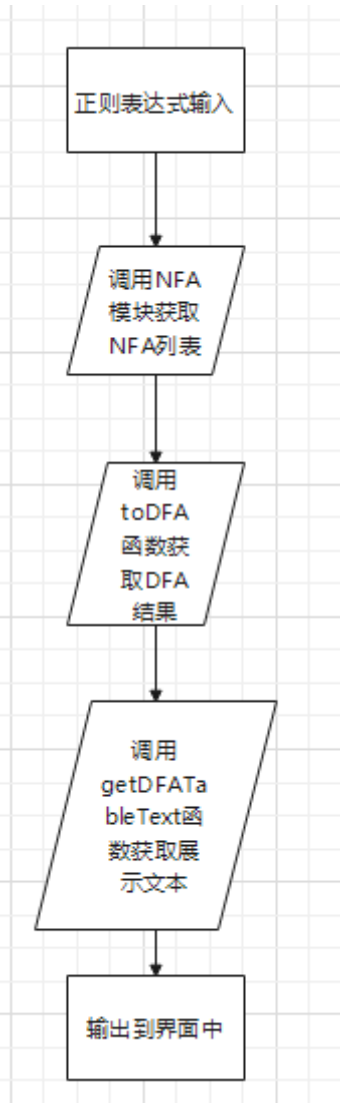 正则表达式输入
调用NFA
模块获取
NFA列表
调用
toDFA
函数获
取DFA
结果
调用
getDFATa
bleText函
数获取展
示文本
输出到界面中